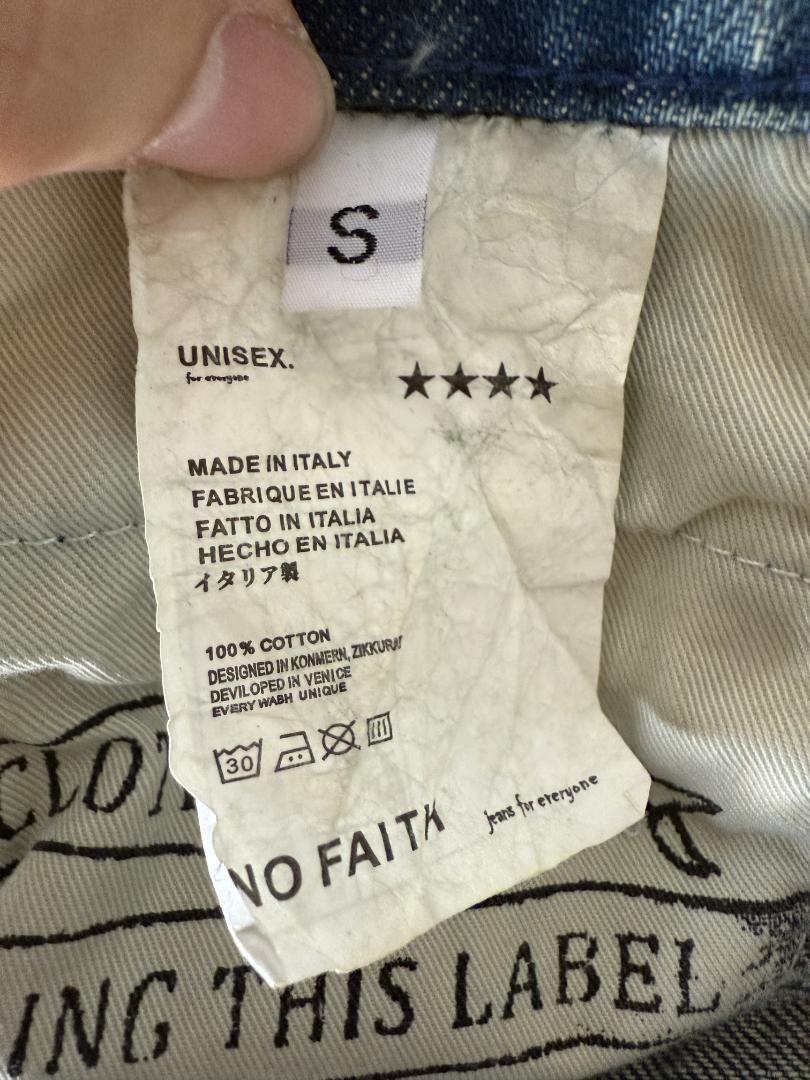 S
UNISEX.
for everyone
★★★★
MADE IN ITALY
FABRIQUE EN ITALIE
FATTO IN ITALIA
HECHO EN ITALIA
イタリア製
100% COTTON
DESIGNED IN KONMERN, ZIKKURAT
DEVILOPED IN VENICE
EVERY WASH UNIQUE
30
NO FAITH
jeans for everyone
CLOT
ING THIS LABEL